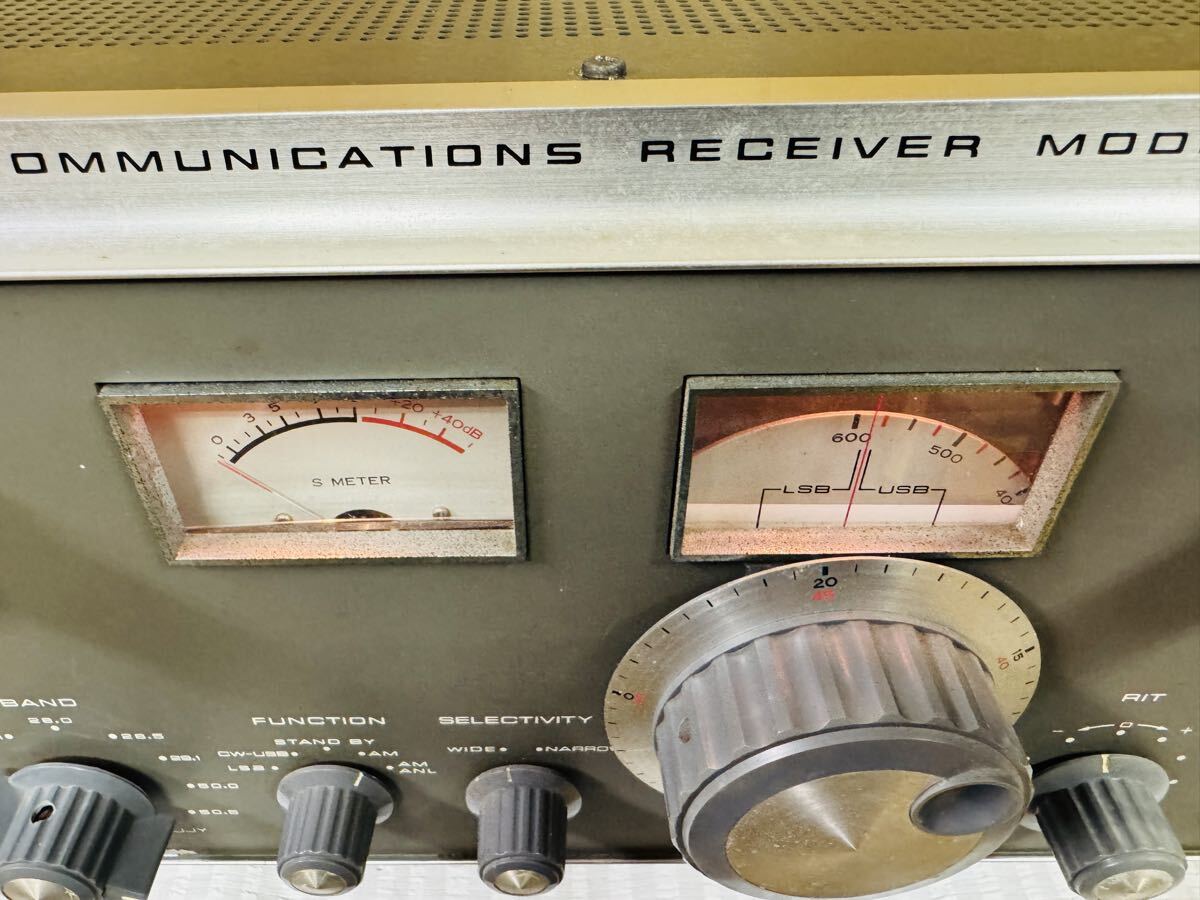 OMMUNICATIONS RECEIVER MOD
0 3 5 +20 +40dB
S METER
600 500 40
LSB USB
20
45
15
40
0
BAND
28.0
28.5
29.1
50.0
50.5
JJY
FUNCTION
STAND BY
CW-USB AM
LSB AM
ANL
SELECTIVITY
WIDE NARRO
RIT
- 0 +